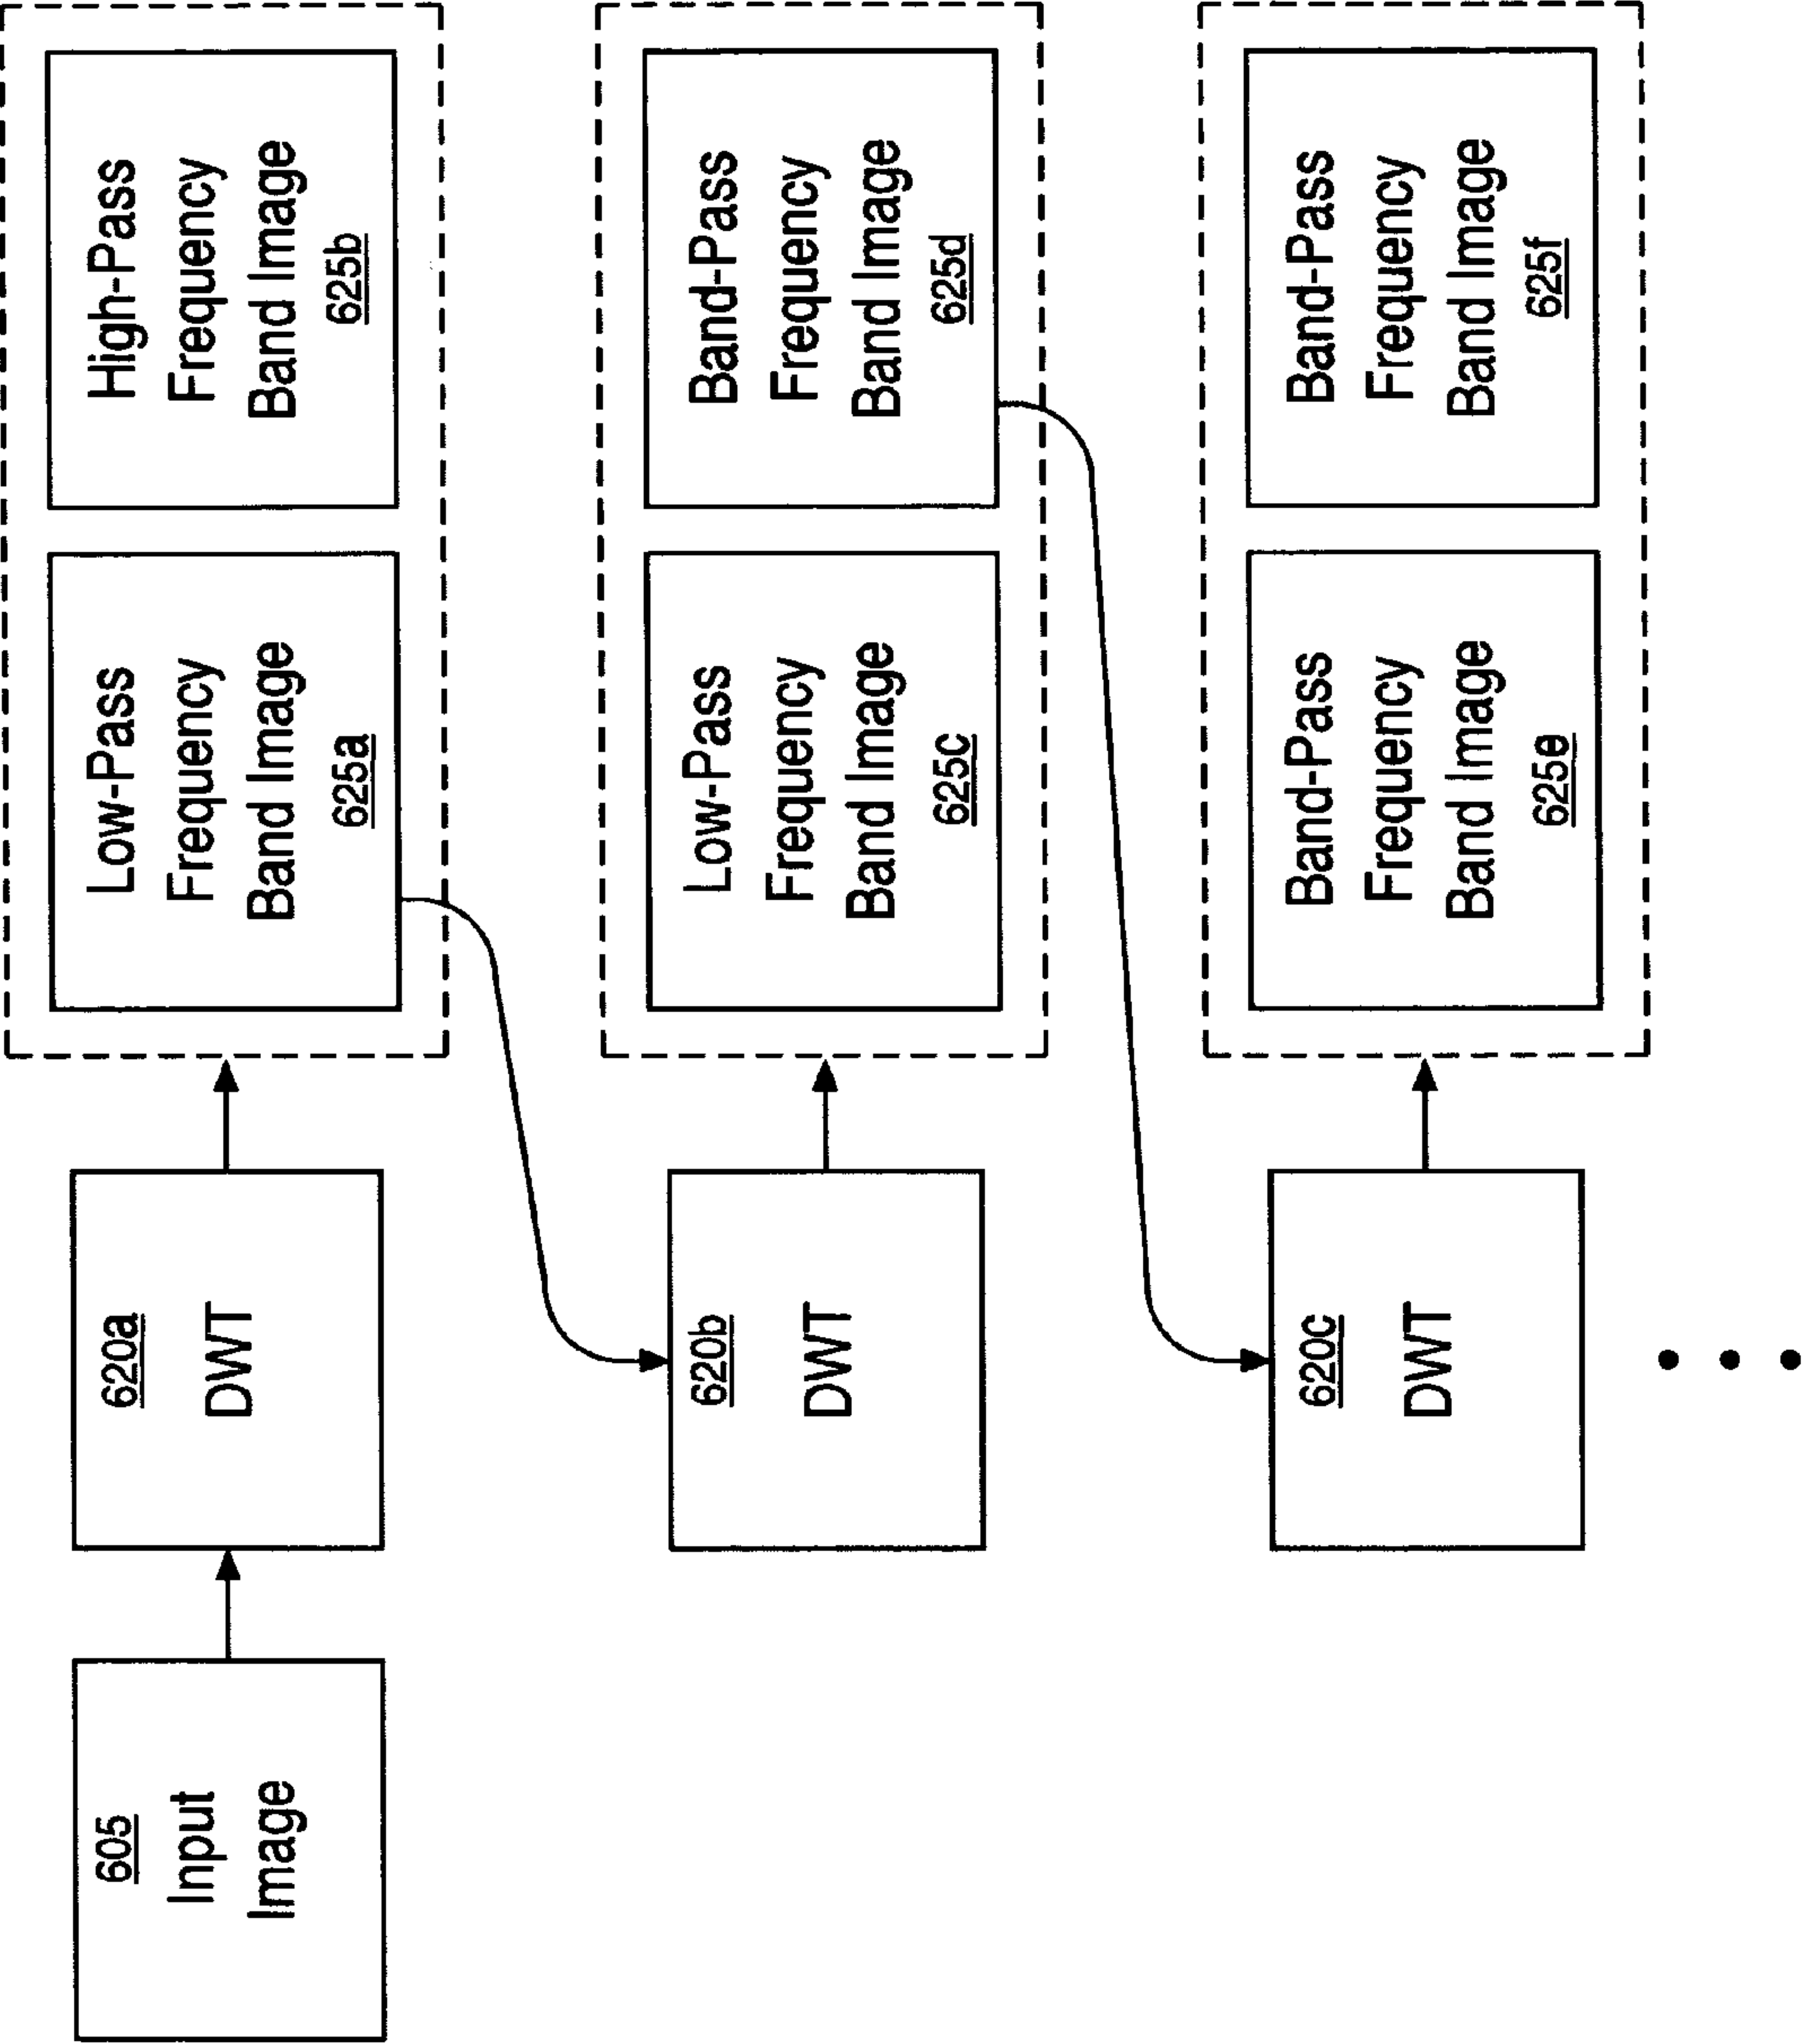 605
Input
Image
620a
DWT
Low-Pass
Frequency
Band Image
625a
High-Pass
Frequency
Band Image
625b
620b
DWT
Low-Pass
Frequency
Band Image
625c
Band-Pass
Frequency
Band Image
625d
620c
DWT
Band-Pass
Frequency
Band Image
625e
Band-Pass
Frequency
Band Image
625f